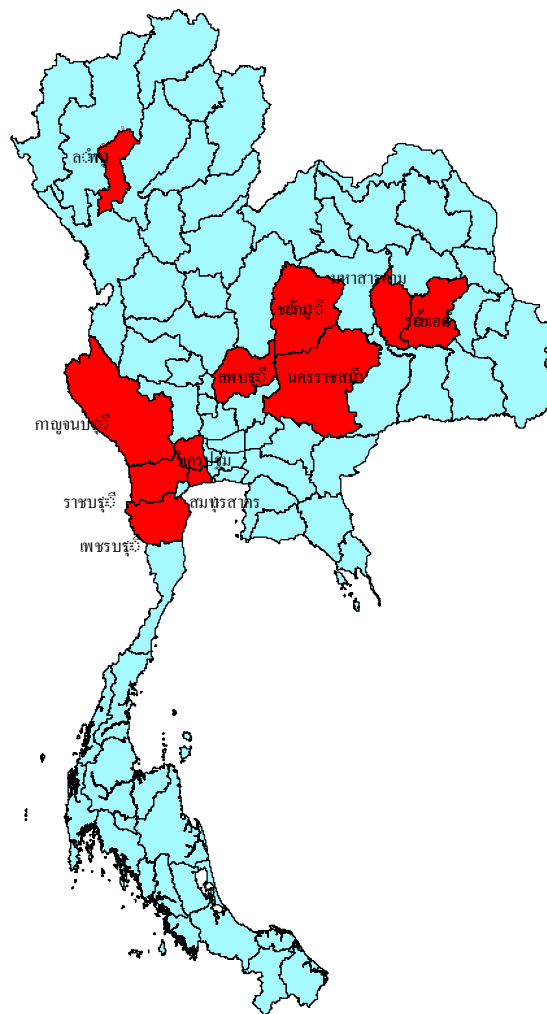 ลำพูน
มหาสารคาม
ชัยภูมิ
ร้อยเอ็ด
ลพบุรี
นครราชสีมา
กาญจนบุรี
นครปฐม
ราชบุรี
สมุทรสาคร
เพชรบุรี